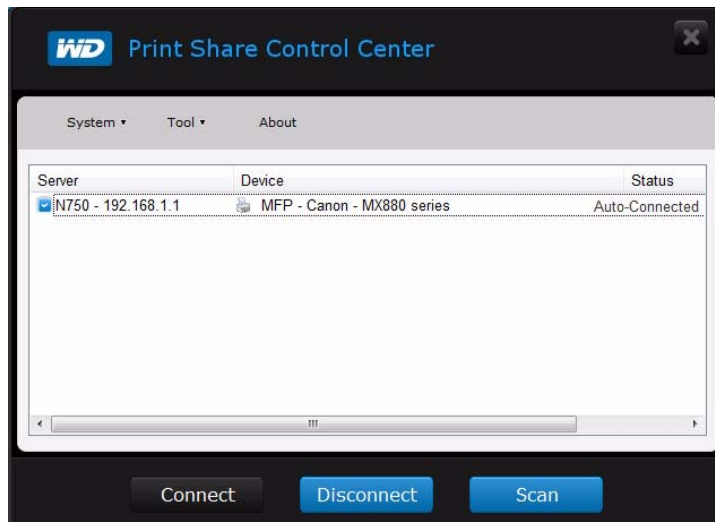 WD Print Share Control Center
System Tool About
Server Device Status
N750 - 192.168.1.1 MFP - Canon - MX880 series Auto-Connected
Connect Disconnect Scan